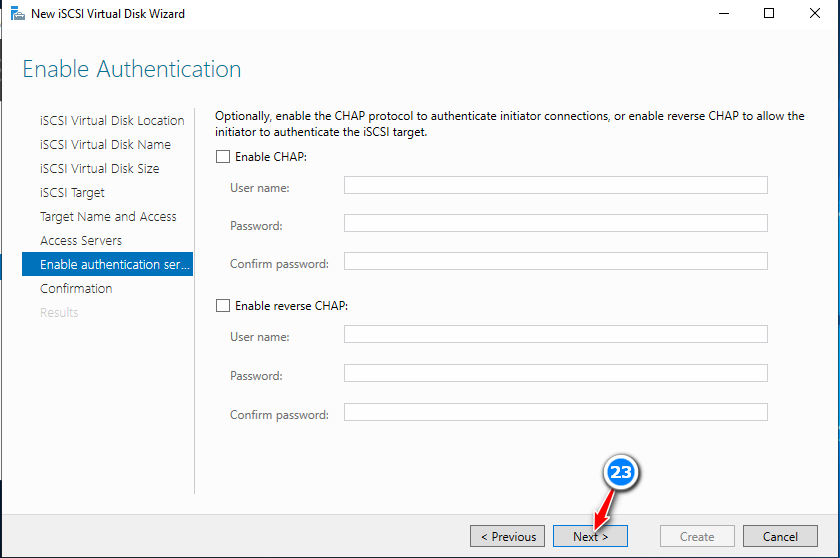 New iSCSI Virtual Disk Wizard
Enable Authentication
iSCSI Virtual Disk Location
iSCSI Virtual Disk Name
iSCSI Virtual Disk Size
iSCSI Target
Target Name and Access
Access Servers
Enable authentication ser...
Confirmation
Results
Optionally, enable the CHAP protocol to authenticate initiator connections, or enable reverse CHAP to allow the
initiator to authenticate the iSCSI target.
Enable CHAP:
User name:
Password:
Confirm password:
Enable reverse CHAP:
User name:
Password:
Confirm password:
23
< Previous
Next >
Create
Cancel